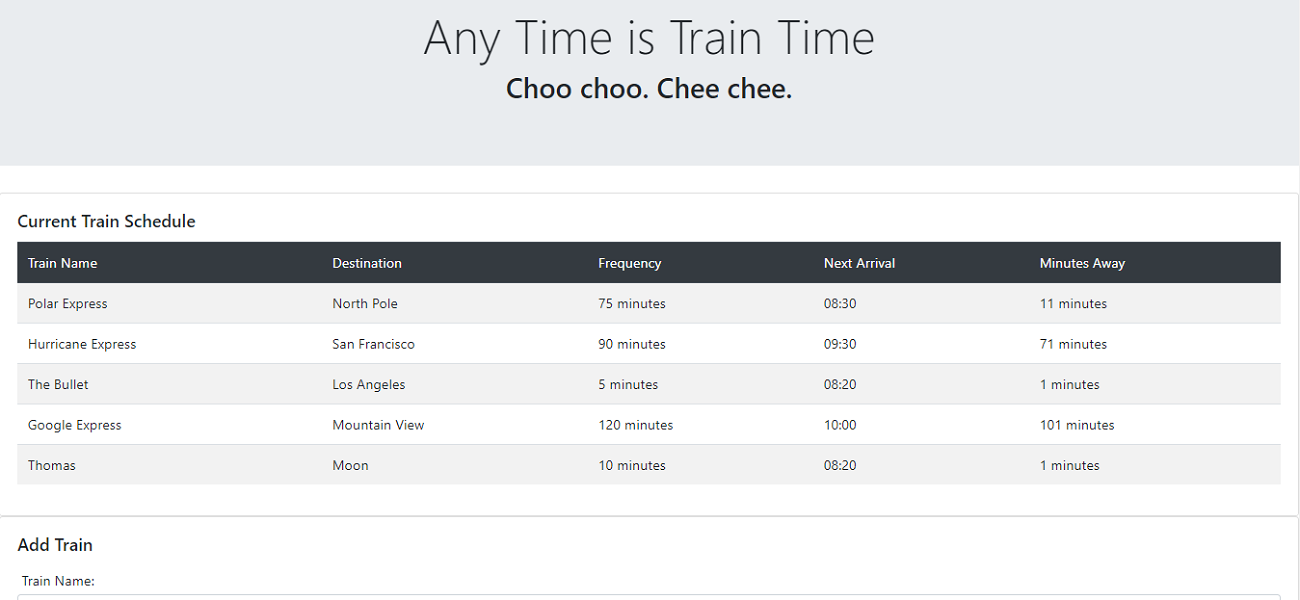 Any Time is Train Time
Choo choo. Chee chee.
Current Train Schedule
Train Name Destination Frequency Next Arrival Minutes Away
Polar Express North Pole 75 minutes 08:30 11 minutes
Hurricane Express San Francisco 90 minutes 09:30 71 minutes
The Bullet Los Angeles 5 minutes 08:20 1 minutes
Google Express Mountain View 120 minutes 10:00 101 minutes
Thomas Moon 10 minutes 08:20 1 minutes
Add Train
Train Name: